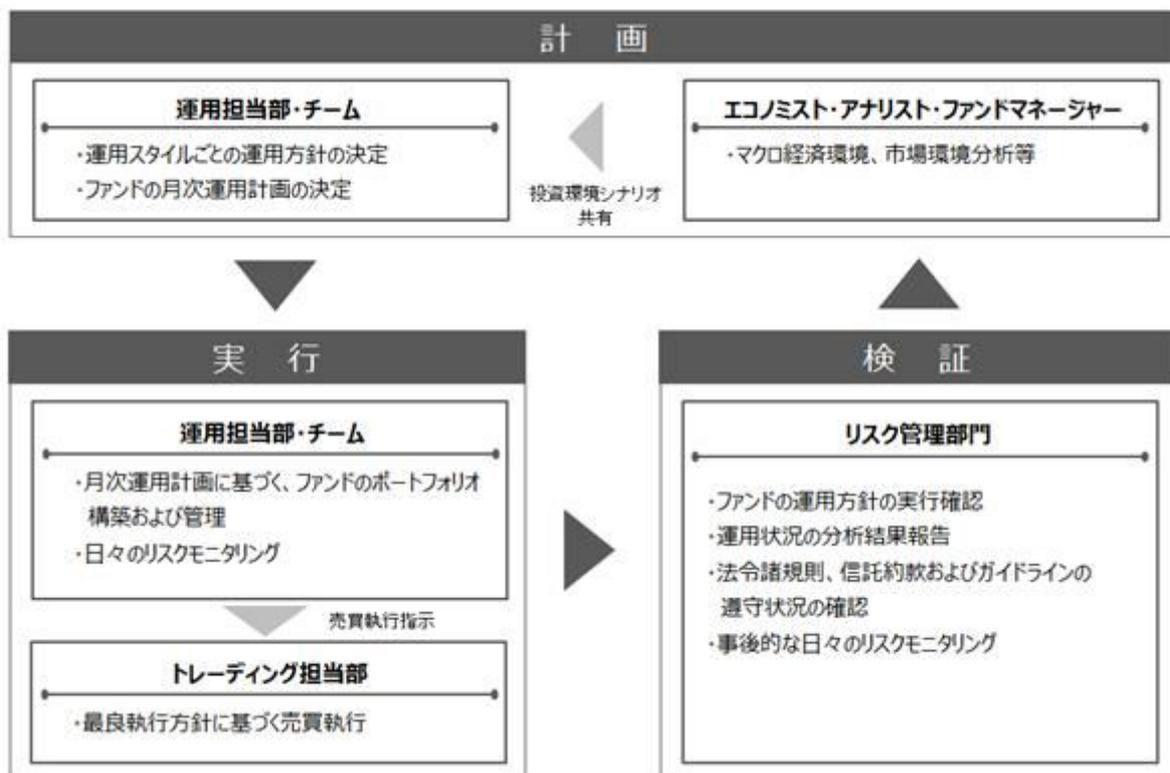 計 画
運用担当部・チーム
・運用スタイルごとの運用方針の決定
・ファンドの月次運用計画の決定
投資環境シナリオ
共有
エコノミスト・アナリスト・ファンドマネージャー
・マクロ経済環境、市場環境分析等
実 行
運用担当部・チーム
・月次運用計画に基づく、ファンドのポートフォリオ
構築および管理
・日々のリスクモニタリング
売買執行指示
トレーディング担当部
・最良執行方針に基づく売買執行
検 証
リスク管理部門
・ファンドの運用方針の実行確認
・運用状況の分析結果報告
・法令諸規則、信託約款およびガイドラインの
遵守状況の確認
・事後的な日々のリスクモニタリング